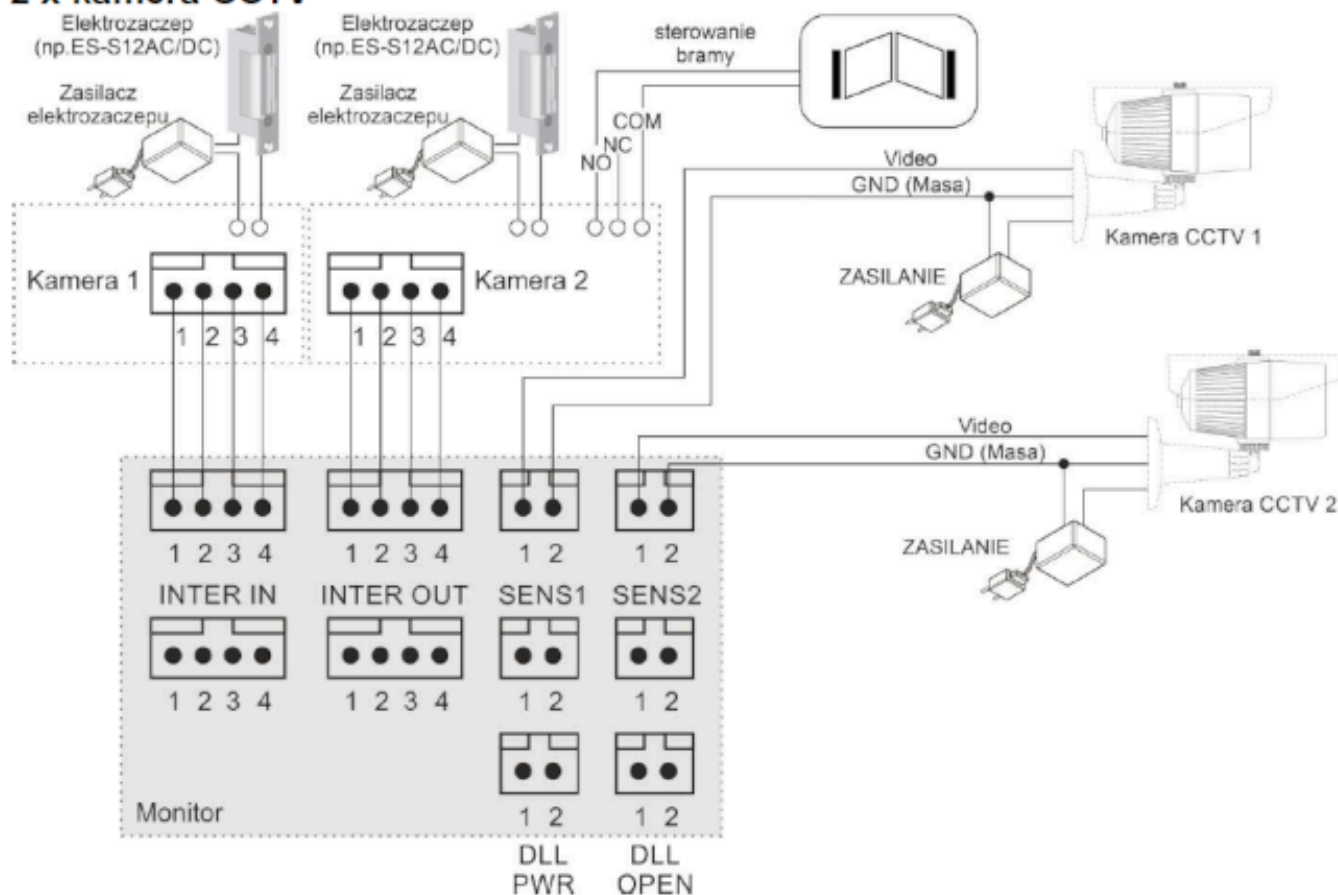 2 x kamera CCTV
Elektrozaczep
(np.ES-S12AC/DC)
Zasilacz
elektrozaczepu
Elektrozaczep
(np.ES-S12AC/DC)
Zasilacz
elektrozaczepu
sterowanie
bramy
NO
NC
COM
Video
GND (Masa)
Kamera CCTV 1
ZASILANIE
Kamera 1
1 2 3 4
Kamera 2
1 2 3 4
Video
GND (Masa)
Kamera CCTV 2
ZASILANIE
1 2 3 4
1 2 3 4
1 2
1 2
INTER IN
INTER OUT
SENS1
SENS2
1 2 3 4
1 2 3 4
1 2
1 2
Monitor
1 2
1 2
DLL
PWR
DLL
OPEN